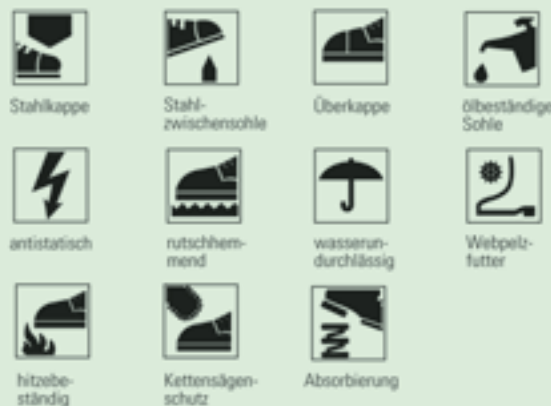 Stahlkappe
Stahl-
zwischensohle
Überkappe
ölbeständige
Sohle
antistatisch
rutschhem-
mend
wasserun-
durchlässig
Webpelz-
futter
hitzebe-
ständig
Kettensägen-
schutz
Absorbierung